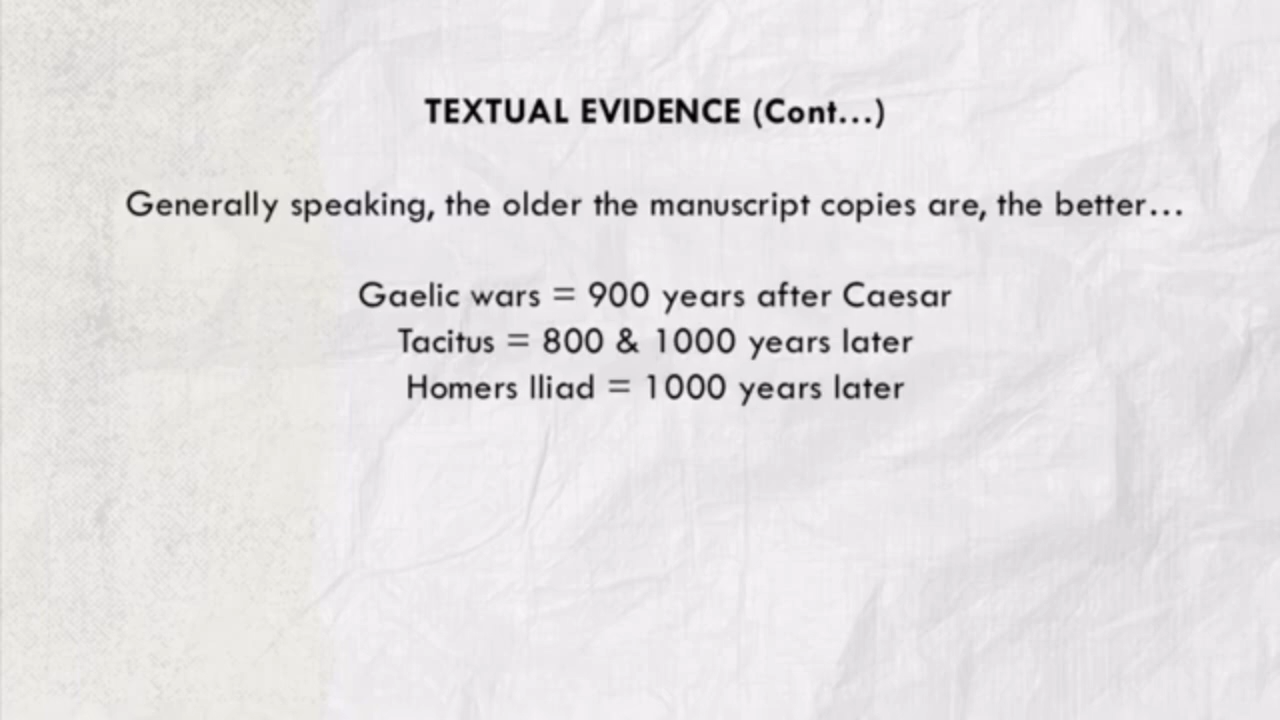 TEXTUAL EVIDENCE (Cont...)
Generally speaking, the older the manuscript copies are, the better...
Gaelic wars = 900 years after Caesar
Tacitus = 800 & 1000 years later
Homers Iliad = 1000 years later